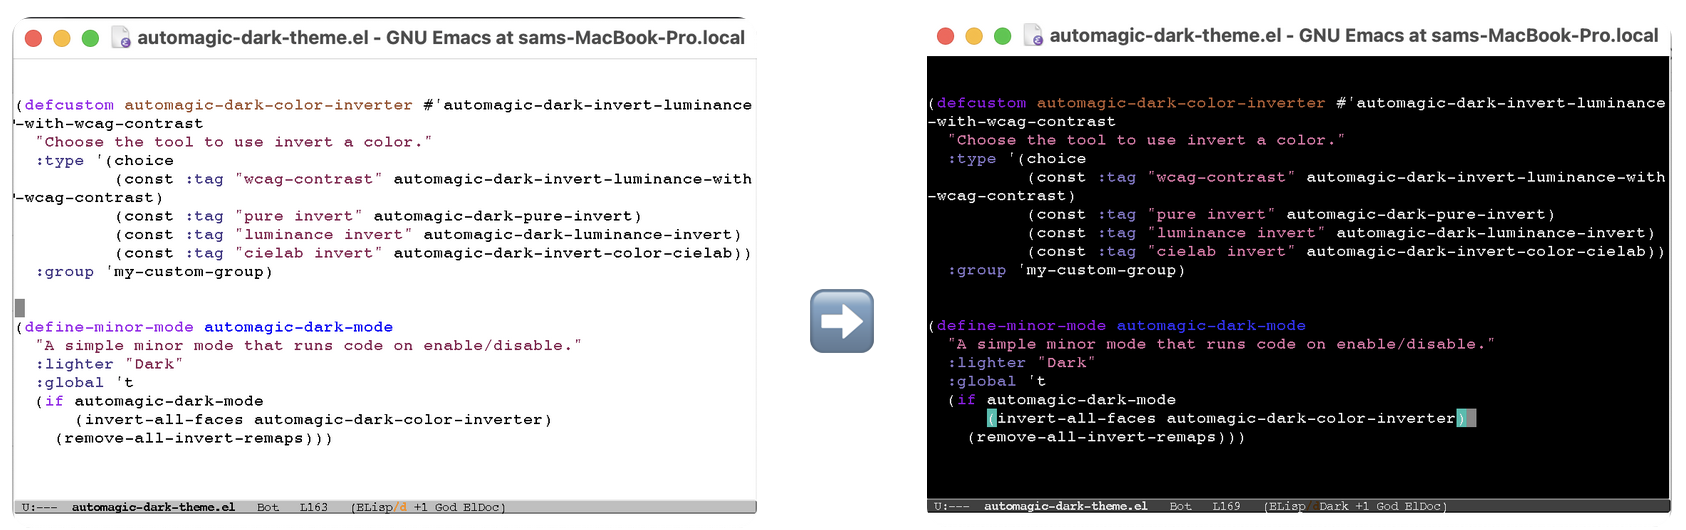 automagic-dark-theme.el - GNU Emacs at sams-MacBook-Pro.local
(defcustom automagic-dark-color-inverter #'automagic-dark-invert-luminance
-with-wcag-contrast
"Choose the tool to use invert a color."
:type '(choice
(const :tag "wcag-contrast" automagic-dark-invert-luminance-with
-wcag-contrast)
(const :tag "pure invert" automagic-dark-pure-invert)
(const :tag "luminance invert" automagic-dark-luminance-invert)
(const :tag "cielab invert" automagic-dark-invert-color-cielab))
:group 'my-custom-group)
(define-minor-mode automagic-dark-mode
"A simple minor mode that runs code on enable/disable."
:lighter "Dark"
:global 't
(if automagic-dark-mode
(invert-all-faces automagic-dark-color-inverter)
(remove-all-invert-remaps)))
U:--- automagic-dark-theme.el Bot L163 (ELisp/d +1 God ElDoc)
automagic-dark-theme.el - GNU Emacs at sams-MacBook-Pro.local
(defcustom automagic-dark-color-inverter #'automagic-dark-invert-luminance
-with-wcag-contrast
"Choose the tool to use invert a color."
:type '(choice
(const :tag "wcag-contrast" automagic-dark-invert-luminance-with
-wcag-contrast)
(const :tag "pure invert" automagic-dark-pure-invert)
(const :tag "luminance invert" automagic-dark-luminance-invert)
(const :tag "cielab invert" automagic-dark-invert-color-cielab))
:group 'my-custom-group)
(define-minor-mode automagic-dark-mode
"A simple minor mode that runs code on enable/disable."
:lighter "Dark"
:global 't
(if automagic-dark-mode
(invert-all-faces automagic-dark-color-inverter)
(remove-all-invert-remaps)))
U:--- automagic-dark-theme.el Bot L169 (ELisp Dark +1 God ElDoc)